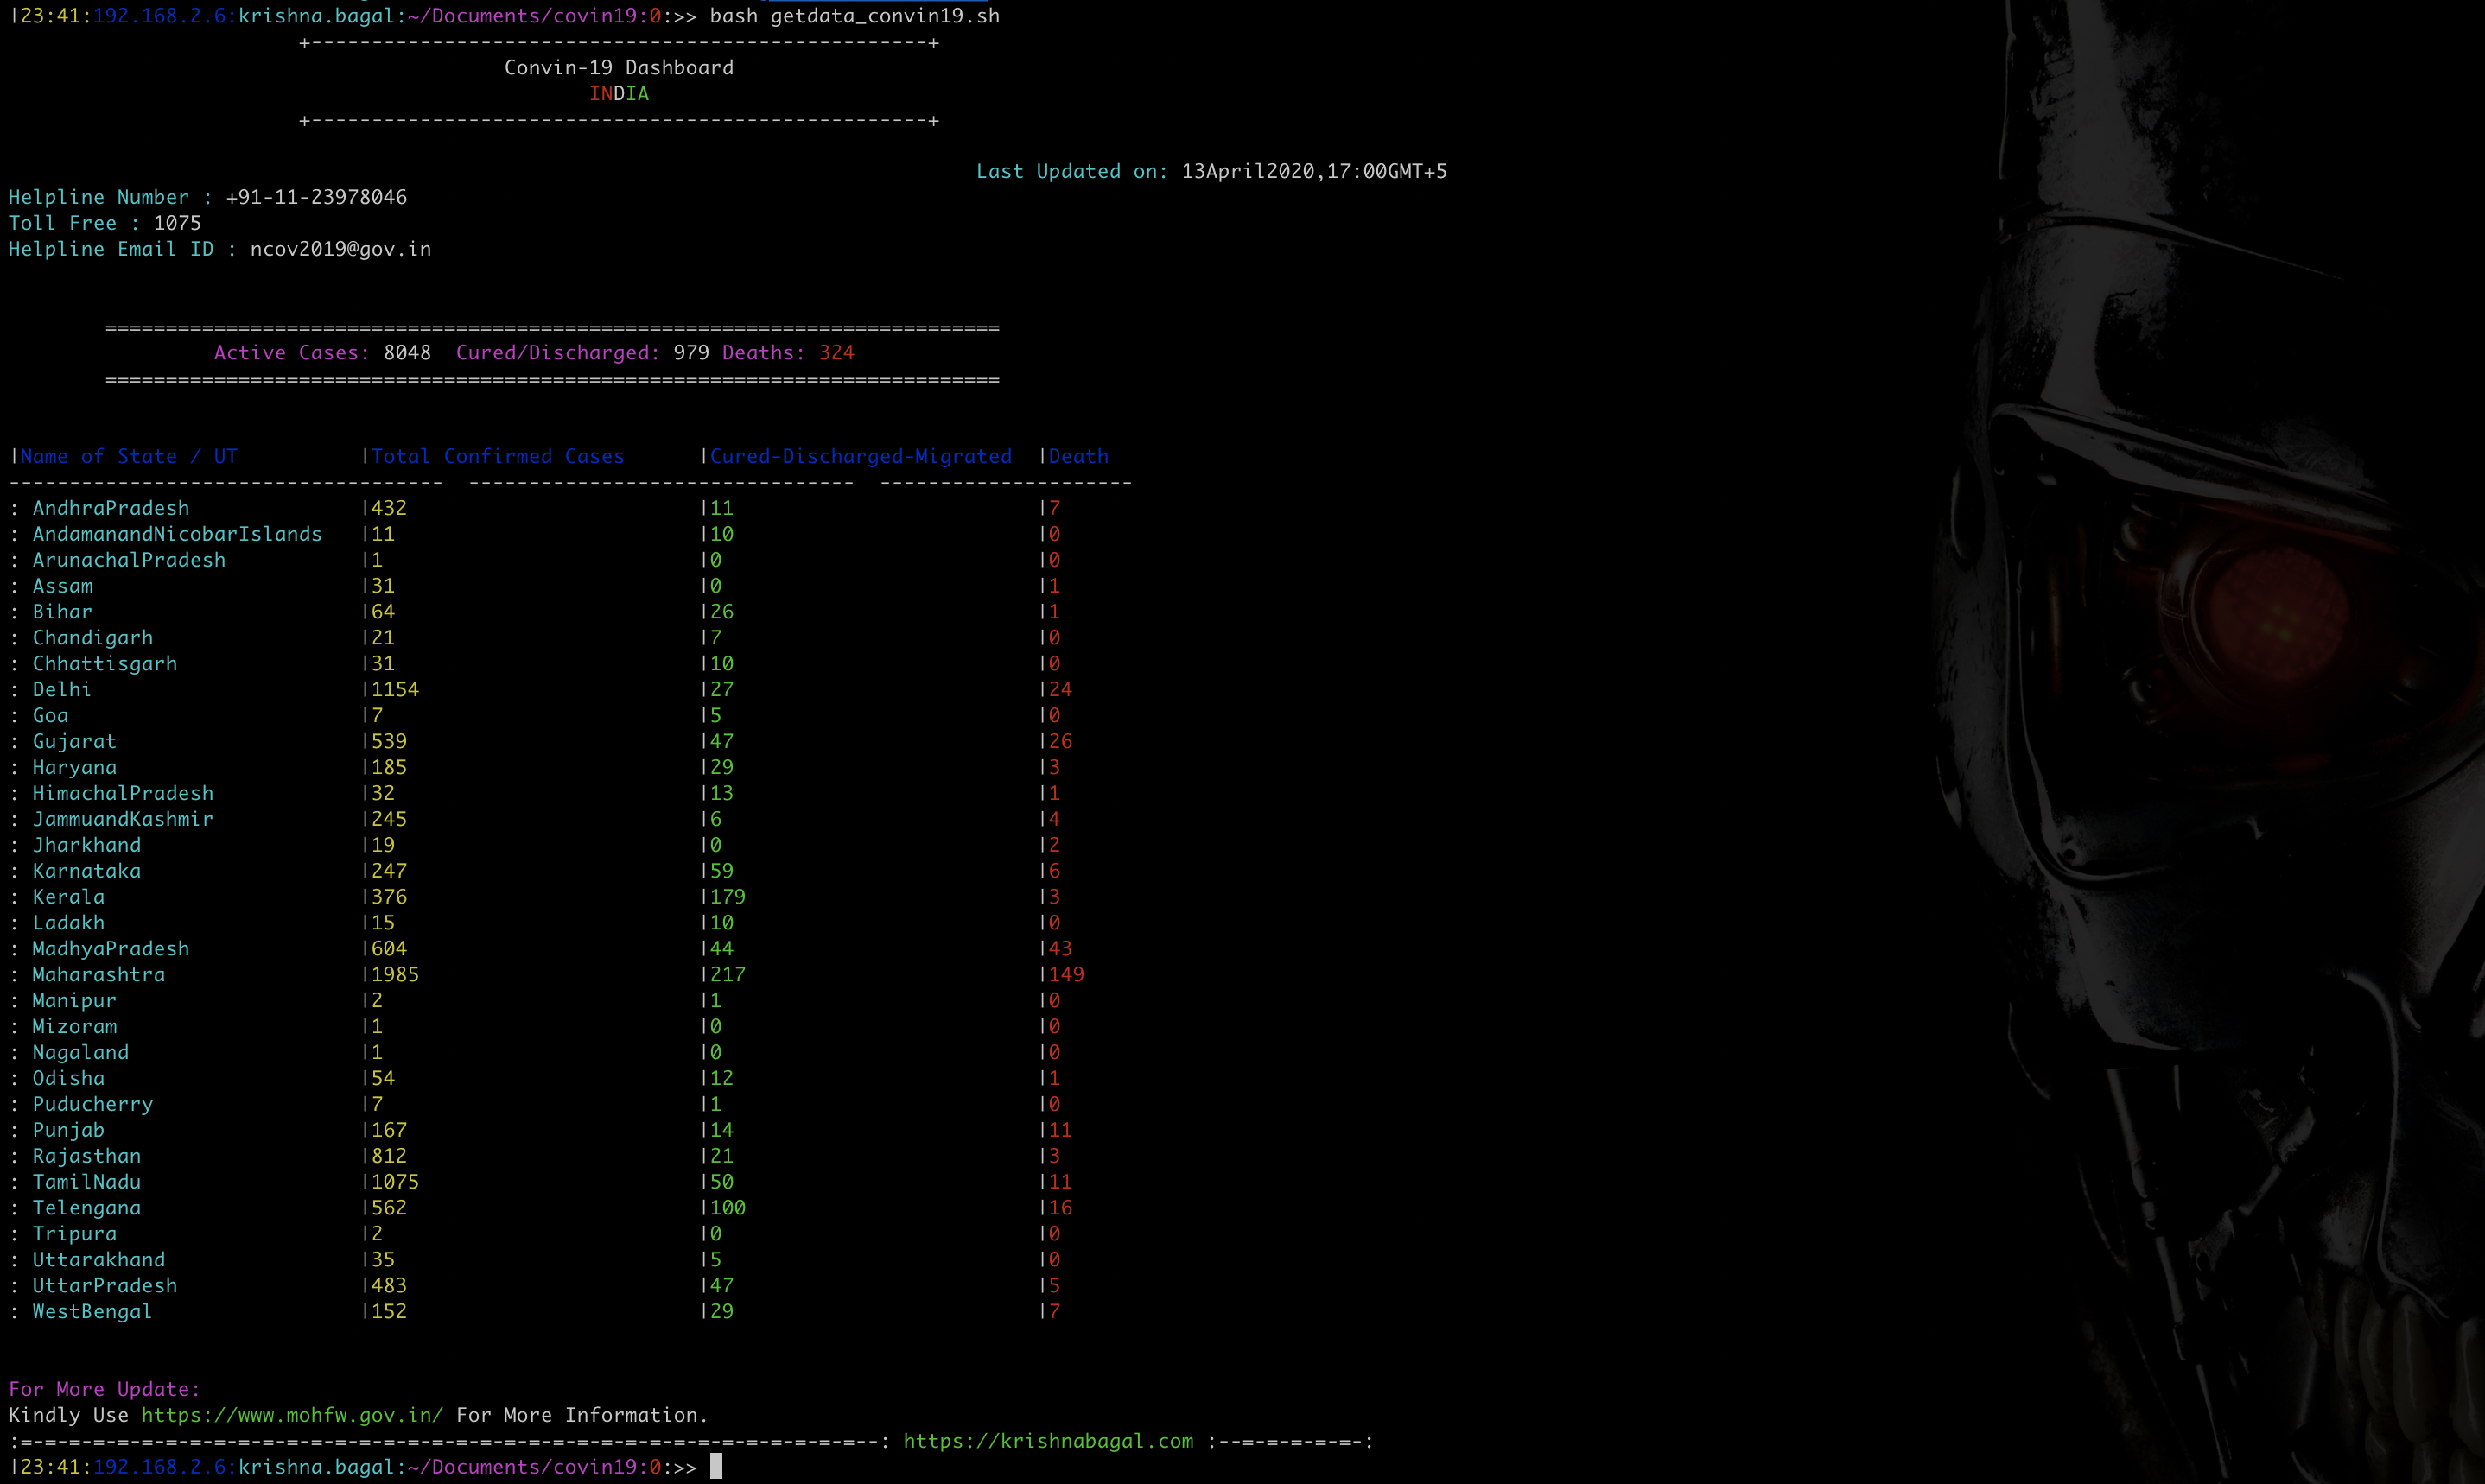 |23:41:192.168.2.6:krishna.bagal:~/Documents/covin19:0:>> bash getdata_convin19.sh
+---------------------------------------------------+
Convin-19 Dashboard
INDIA
+---------------------------------------------------+
Last Updated on: 13April2020,17:00GMT+5
Helpline Number : +91-11-23978046
Toll Free : 1075
Helpline Email ID : ncov2019@gov.in
==========================================================================
Active Cases: 8048  Cured/Discharged: 979 Deaths: 324
==========================================================================
|Name of State / UT |Total Confirmed Cases |Cured-Discharged-Migrated |Death
------------------------------------  --------------------------------  ---------------------
: AndhraPradesh |432 |11 |7
: AndamanandNicobarIslands |11 |10 |0
: ArunachalPradesh |1 |0 |0
: Assam |31 |0 |1
: Bihar |64 |26 |1
: Chandigarh |21 |7 |0
: Chhattisgarh |31 |10 |0
: Delhi |1154 |27 |24
: Goa |7 |5 |0
: Gujarat |539 |47 |26
: Haryana |185 |29 |3
: HimachalPradesh |32 |13 |1
: JammuandKashmir |245 |6 |4
: Jharkhand |19 |0 |2
: Karnataka |247 |59 |6
: Kerala |376 |179 |3
: Ladakh |15 |10 |0
: MadhyaPradesh |604 |44 |43
: Maharashtra |1985 |217 |149
: Manipur |2 |1 |0
: Mizoram |1 |0 |0
: Nagaland |1 |0 |0
: Odisha |54 |12 |1
: Puducherry |7 |1 |0
: Punjab |167 |14 |11
: Rajasthan |812 |21 |3
: TamilNadu |1075 |50 |11
: Telengana |562 |100 |16
: Tripura |2 |0 |0
: Uttarakhand |35 |5 |0
: UttarPradesh |483 |47 |5
: WestBengal |152 |29 |7
For More Update:
Kindly Use https://www.mohfw.gov.in/ For More Information.
:=-=-=-=-=-=-=-=-=-=-=-=-=-=-=-=-=-=-=-=-=-=-=-=-=-=-=-=-=-=-=-=-=-=-=--: https://krishnabagal.com :--=-=-=-=-=-:
|23:41:192.168.2.6:krishna.bagal:~/Documents/covin19:0:>>